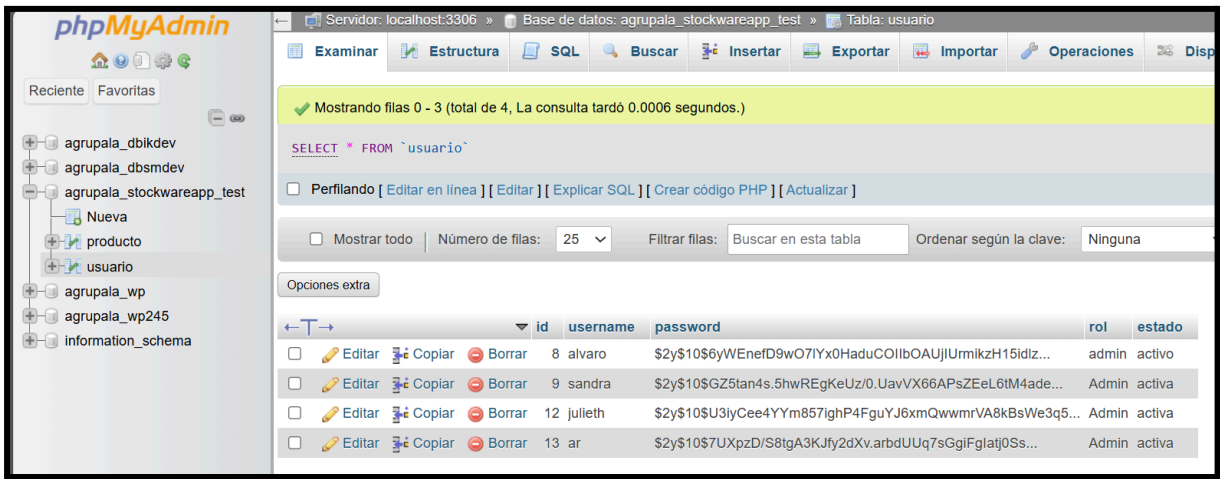 phpMyAdmin
Reciente Favoritas
agrupala_dbikdev
agrupala_dbsmdev
agrupala_stockwareapp_test
Nueva
producto
usuario
agrupala_wp
agrupala_wp245
information_schema
Servidor: localhost:3306 » Base de datos: agrupala_stockwareapp_test » Tabla: usuario
Examinar Estructura SQL Buscar Insertar Exportar Importar Operaciones Disp
Mostrando filas 0 - 3 (total de 4, La consulta tardó 0.0006 segundos.)
SELECT * FROM `usuario`
Perfilando [ Editar en línea ] [ Editar ] [ Explicar SQL ] [ Crear código PHP ] [ Actualizar ]
Mostrar todo Número de filas: 25 Filtrar filas: Buscar en esta tabla Ordenar según la clave: Ninguna
Opciones extra
id username password rol estado
Editar Copiar Borrar 8 alvaro $2y$10$6yWEnefD9wO7lYx0HaduCOIlbOAUjlUrmikzH15idlz... admin activo
Editar Copiar Borrar 9 sandra $2y$10$GZ5tan4s.5hwREgKeUz/0.UavVX66APsZEeL6tM4ade... Admin activa
Editar Copiar Borrar 12 julieth $2y$10$U3iyCee4YYm857ighP4FguYJ6xmQwwmrVA8kBsWe3q5... Admin activa
Editar Copiar Borrar 13 ar $2y$10$7UXpzD/S8tgA3KJfy2dXv.arbdUUq7sGgiFglatj0Ss... Admin activa